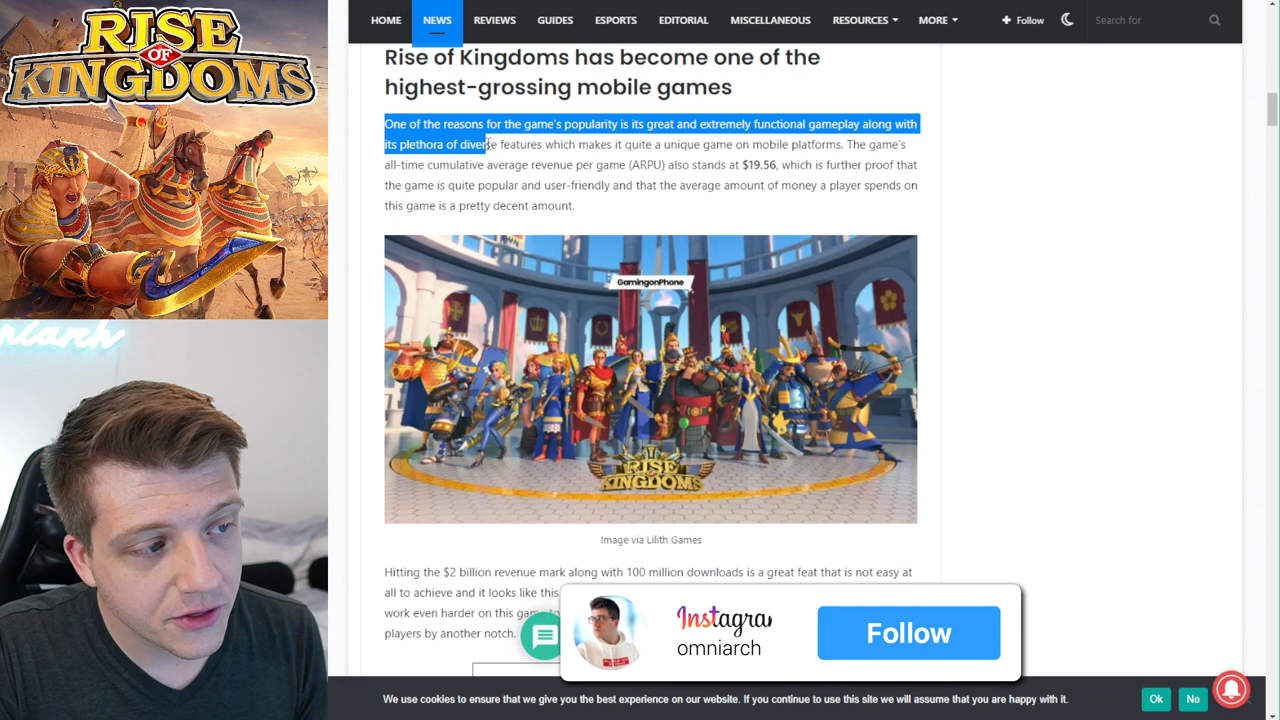 RISE
OF
KINGDOMS
HOME NEWS REVIEWS GUIDES ESPORTS EDITORIAL MISCELLANEOUS RESOURCES MORE Follow Search for
Rise of Kingdoms has become one of the
highest-grossing mobile games
One of the reasons for the game's popularity is its great and extremely functional gameplay along with
its plethora of diverse features which makes it quite a unique game on mobile platforms. The game's
all-time cumulative average revenue per game (ARPU) also stands at $19.56, which is further proof that
the game is quite popular and user-friendly and that the average amount of money a player spends on
this game is a pretty decent amount.
GamingonPhone
RISE
OF
KINGDOMS
Image via Lilith Games
Hitting the $2 billion revenue mark along with 100 million downloads is a great feat that is not easy at
all to achieve and it looks like this
work even harder on this game to
players by another notch.
Instagra
omniarch
Follow
We use cookies to ensure that we give you the best experience on our website. If you continue to use this site we will assume that you are happy with it. Ok No